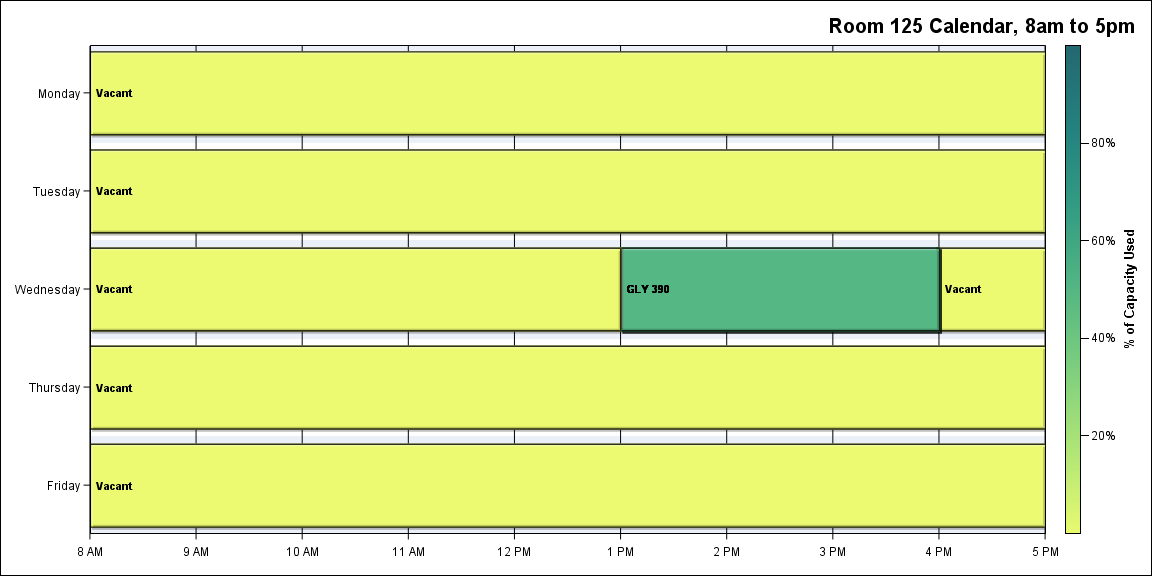 Room 125 Calendar, 8am to 5pm
Monday
Vacant
Tuesday
Vacant
Wednesday
Vacant
GLY 390
Vacant
Thursday
Vacant
Friday
Vacant
8 AM 9 AM 10 AM 11 AM 12 PM 1 PM 2 PM 3 PM 4 PM 5 PM
80%
60%
40%
20%
% of Capacity Used